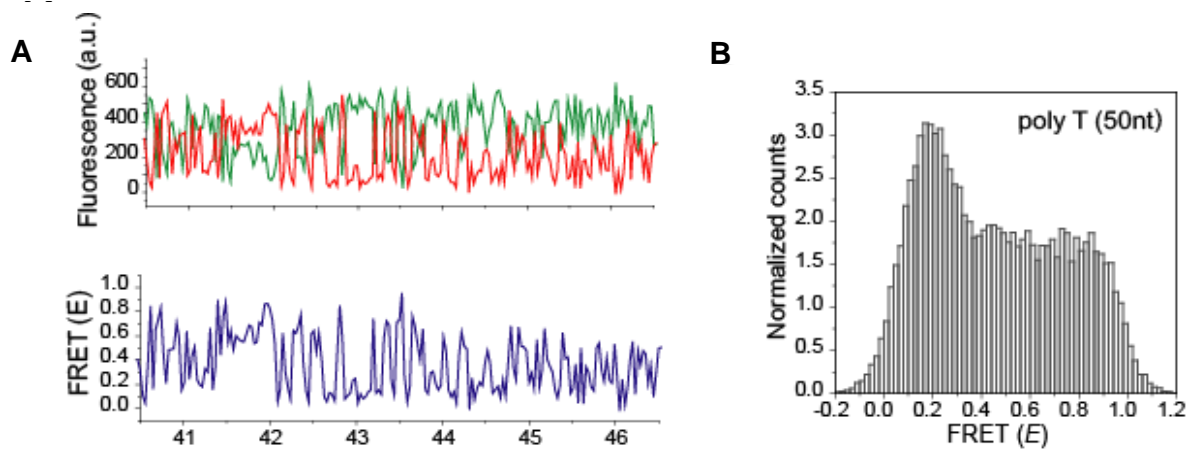 A
Fluorescence (a.u.)
600
400
200
0
FRET (E)
1.0
0.8
0.6
0.4
0.2
0.0
41 42 43 44 45 46
B
Normalized counts
3.5
3.0
2.5
2.0
1.5
1.0
0.5
0.0
poly T (50nt)
-0.2 0.0 0.2 0.4 0.6 0.8 1.0 1.2
FRET (E)